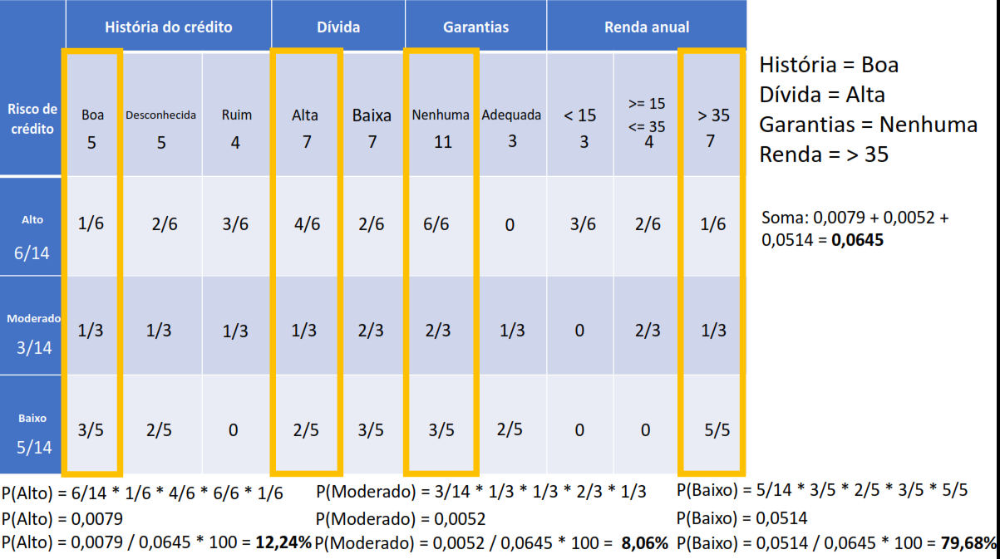 História do crédito Dívida Garantias Renda anual
Risco de crédito
Boa 5
Desconhecida 5
Ruim 4
Alta 7
Baixa 7
Nenhuma 11
Adequada 3
< 15 3
>= 15 <= 35 4
> 35 7
Alto 6/14 1/6 2/6 3/6 4/6 2/6 6/6 0 3/6 2/6 1/6
Moderado 3/14 1/3 1/3 1/3 1/3 2/3 2/3 1/3 0 2/3 1/3
Baixo 5/14 3/5 2/5 0 2/5 3/5 3/5 2/5 0 0 5/5
História = Boa
Dívida = Alta
Garantias = Nenhuma
Renda = > 35
Soma: 0,0079 + 0,0052 +
0,0514 = 0,0645
P(Alto) = 6/14 * 1/6 * 4/6 * 6/6 * 1/6
P(Alto) = 0,0079
P(Alto) = 0,0079 / 0,0645 * 100 = 12,24%
P(Moderado) = 3/14 * 1/3 * 1/3 * 2/3 * 1/3
P(Moderado) = 0,0052
P(Moderado) = 0,0052 / 0,0645 * 100 = 8,06%
P(Baixo) = 5/14 * 3/5 * 2/5 * 3/5 * 5/5
P(Baixo) = 0,0514
P(Baixo) = 0,0514 / 0,0645 * 100 = 79,68%